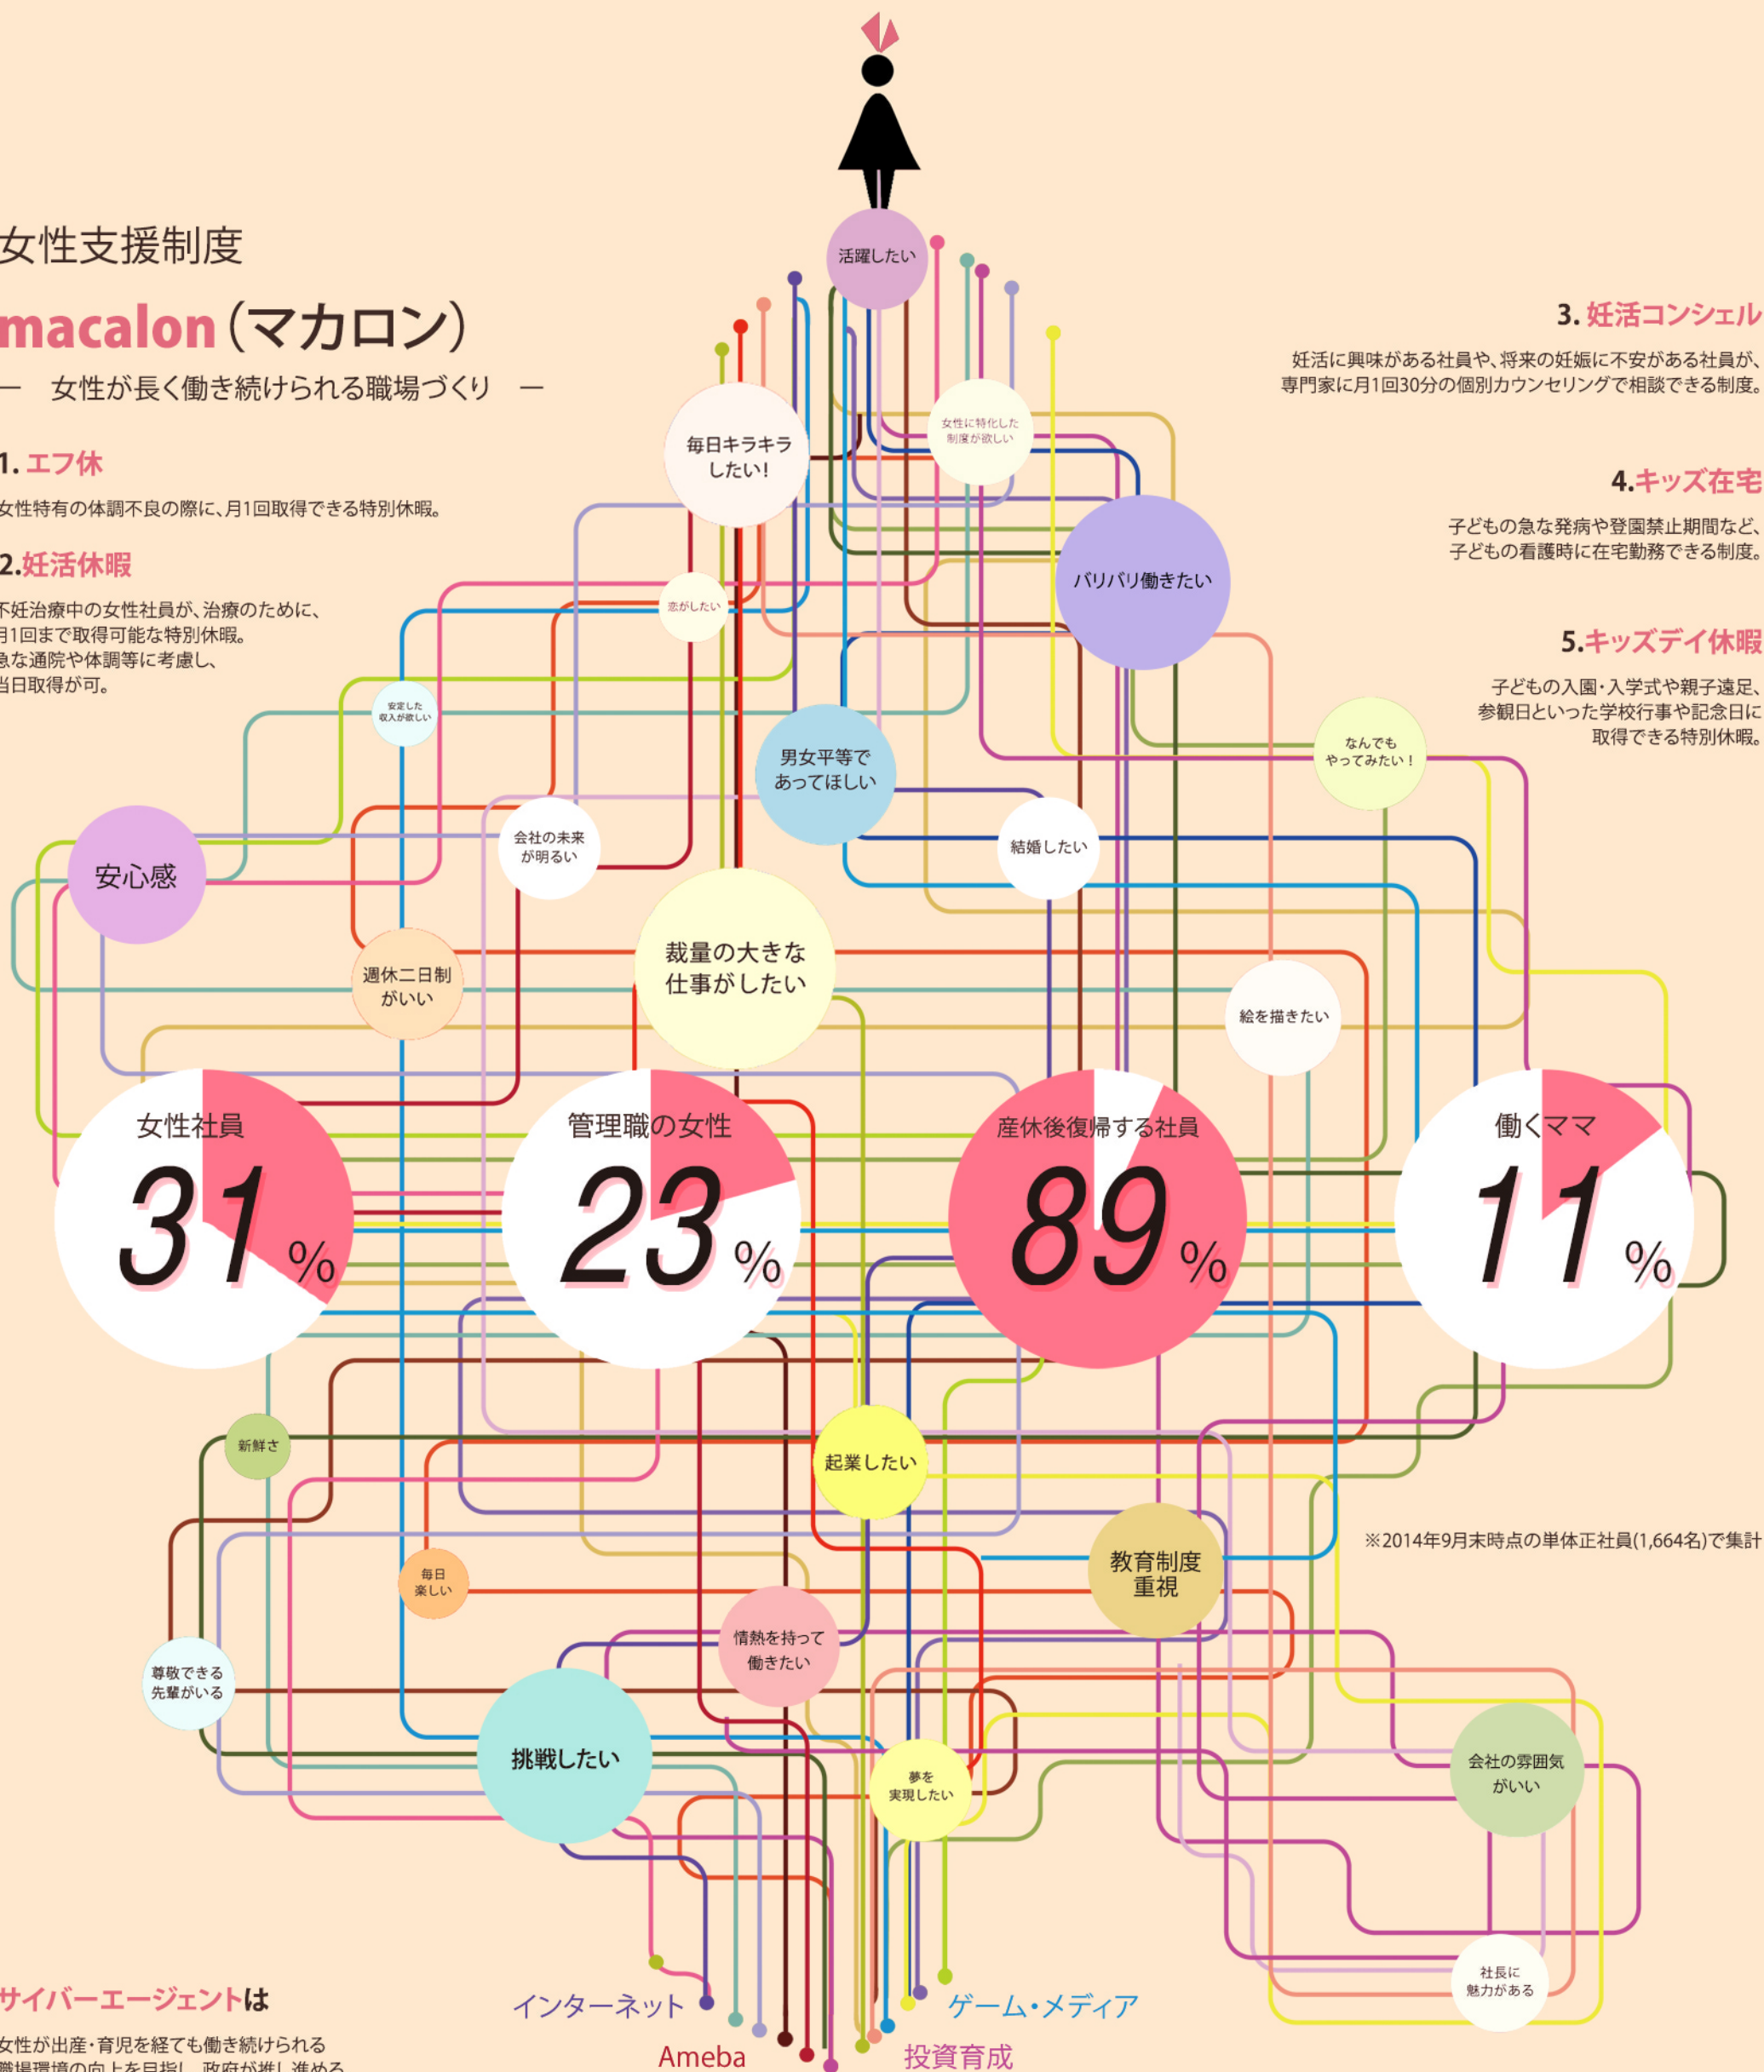 女性支援制度
macalon（マカロン）
― 女性が長く働き続けられる職場づくり ―
1. エフ休
女性特有の体調不良の際に、月1回取得できる特別休暇。
2.妊活休暇
不妊治療中の女性社員が、治療のために、
月1回まで取得可能な特別休暇。
急な通院や体調等に考慮し、
当日取得が可。
3. 妊活コンシェル
妊活に興味がある社員や、将来の妊娠に不安がある社員が、
専門家に月1回30分の個別カウンセリングで相談できる制度。
4.キッズ在宅
子どもの急な発病や登園禁止期間など、
子どもの看護時に在宅勤務できる制度。
5.キッズデイ休暇
子どもの入園・入学式や親子遠足、
参観日といった学校行事や記念日に
取得できる特別休暇。
活躍したい
毎日キラキラ
したい！
女性に特化した
制度が欲しい
バリバリ働きたい
恋がしたい
安定した
収入が欲しい
男女平等で
あってほしい
なんでも
やってみたい！
会社の未来
が明るい
結婚したい
安心感
裁量の大きな
仕事がしたい
週休二日制
がいい
絵を描きたい
女性社員
31%
管理職の女性
23%
産休後復帰する社員
89%
働くママ
11%
新鮮さ
起業したい
※2014年9月末時点の単体正社員(1,664名)で集計
教育制度
重視
毎日
楽しい
情熱を持って
働きたい
尊敬できる
先輩がいる
挑戦したい
夢を
実現したい
会社の雰囲気
がいい
社長に
魅力がある
インターネット
ゲーム・メディア
Ameba
投資育成
サイバーエージェントは
女性が出産・育児を経ても働き続けられる
職場環境の向上を目指し、政府が推し進める